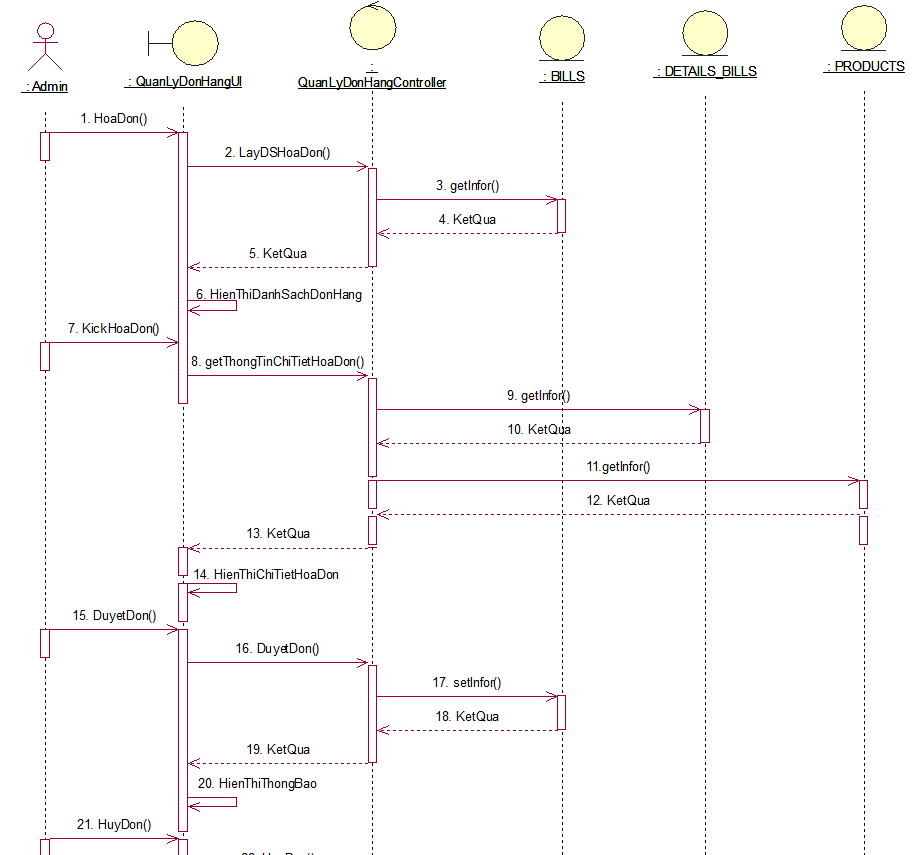 : Admin
: QuanLyDonHangUI
:
QuanLyDonHangController
: BILLS
: DETAILS_BILLS
: PRODUCTS
1. HoaDon()
2. LayDSHoaDon()
3. getInfor()
4. KetQua
5. KetQua
6. HienThiDanhSachDonHang
7. KickHoaDon()
8. getThongTinChiTietHoaDon()
9. getInfor()
10. KetQua
11.getInfor()
12. KetQua
13. KetQua
14. HienThiChiTietHoaDon
15. DuyetDon()
16. DuyetDon()
17. setInfor()
18. KetQua
19. KetQua
20. HienThiThongBao
21. HuyDon()